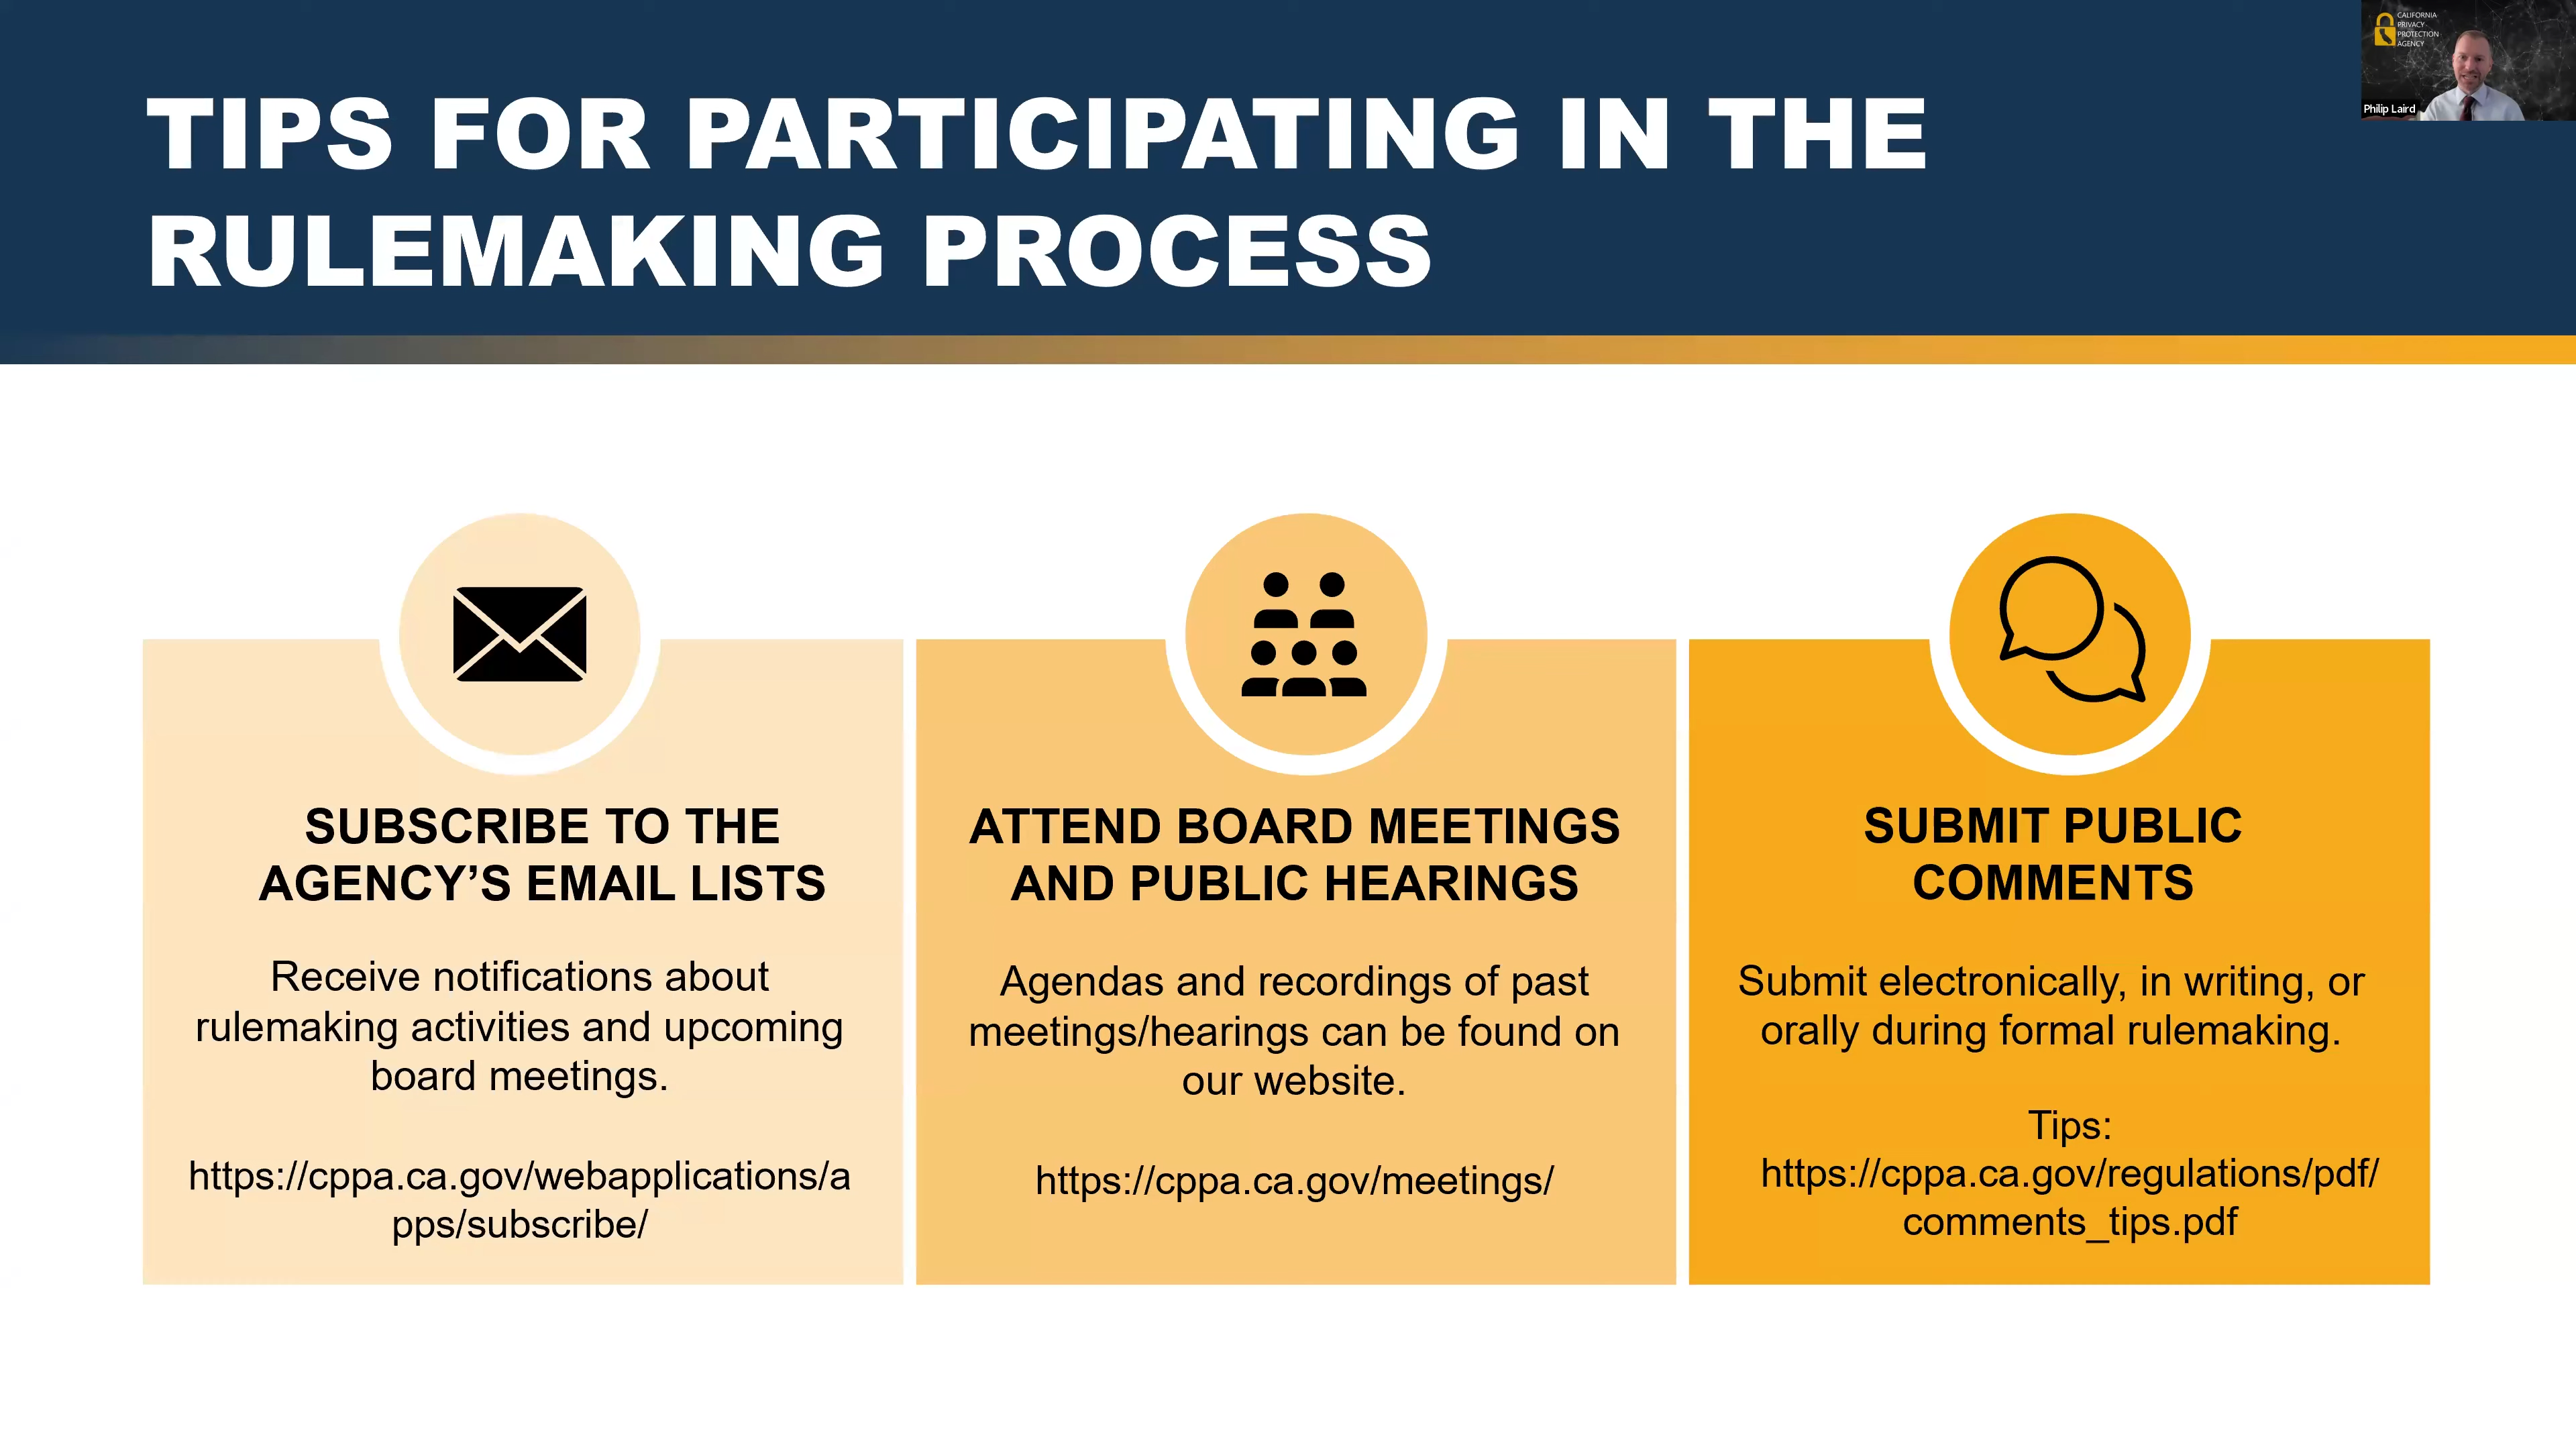 TIPS FOR PARTICIPATING IN THE
RULEMAKING PROCESS
CALIFORNIA
PRIVACY
PROTECTION
AGENCY
Philip Laird
SUBSCRIBE TO THE
AGENCY’S EMAIL LISTS
Receive notifications about
rulemaking activities and upcoming
board meetings.
https://cppa.ca.gov/webapplications/a
pps/subscribe/
ATTEND BOARD MEETINGS
AND PUBLIC HEARINGS
Agendas and recordings of past
meetings/hearings can be found on
our website.
https://cppa.ca.gov/meetings/
SUBMIT PUBLIC
COMMENTS
Submit electronically, in writing, or
orally during formal rulemaking.
Tips:
https://cppa.ca.gov/regulations/pdf/
comments_tips.pdf